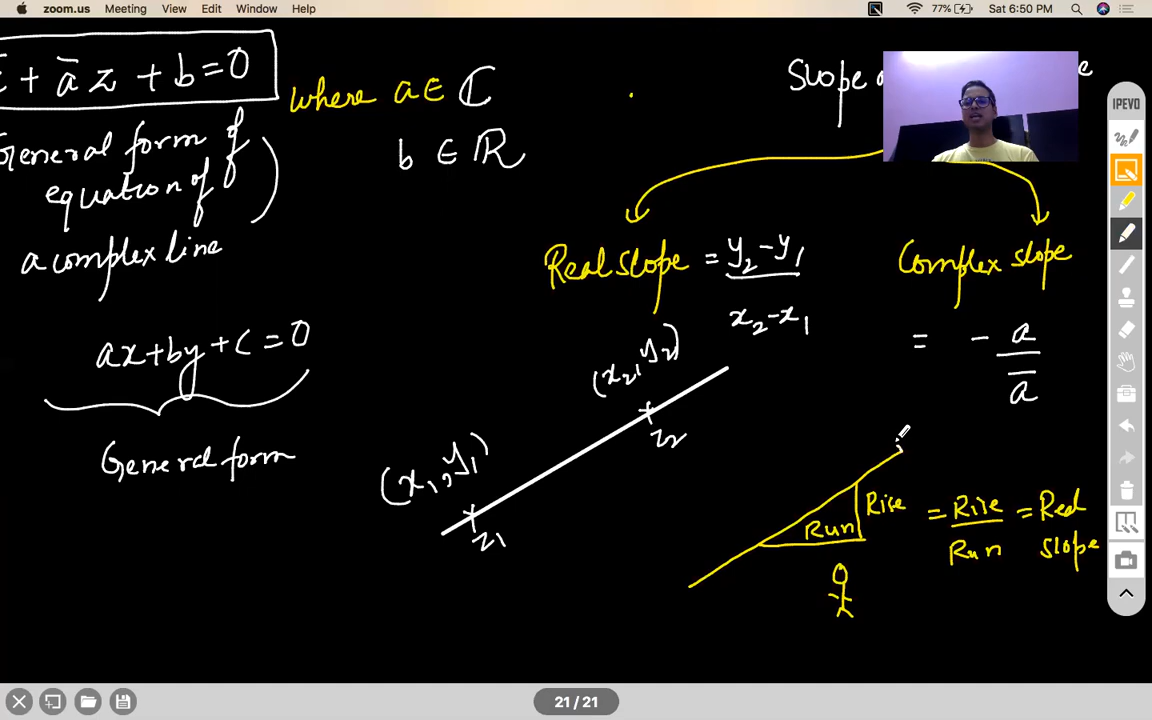 zoom.us Meeting View Edit Window Help
77% Sat 6:50 PM
+ āz + b = 0
where a ∈ ℂ
b ∈ ℝ
General form of
equation of
a complex line
ax+by+c=0
General form
Slope
Real slope = y₂-y₁
x₂-x₁
Complex slope
= - a
ā
(x₂, y₂)
z₂
(x₁, y₁)
z₁
Run
Rise
= Rise = Real
Run slope
IPEVO
21 / 21